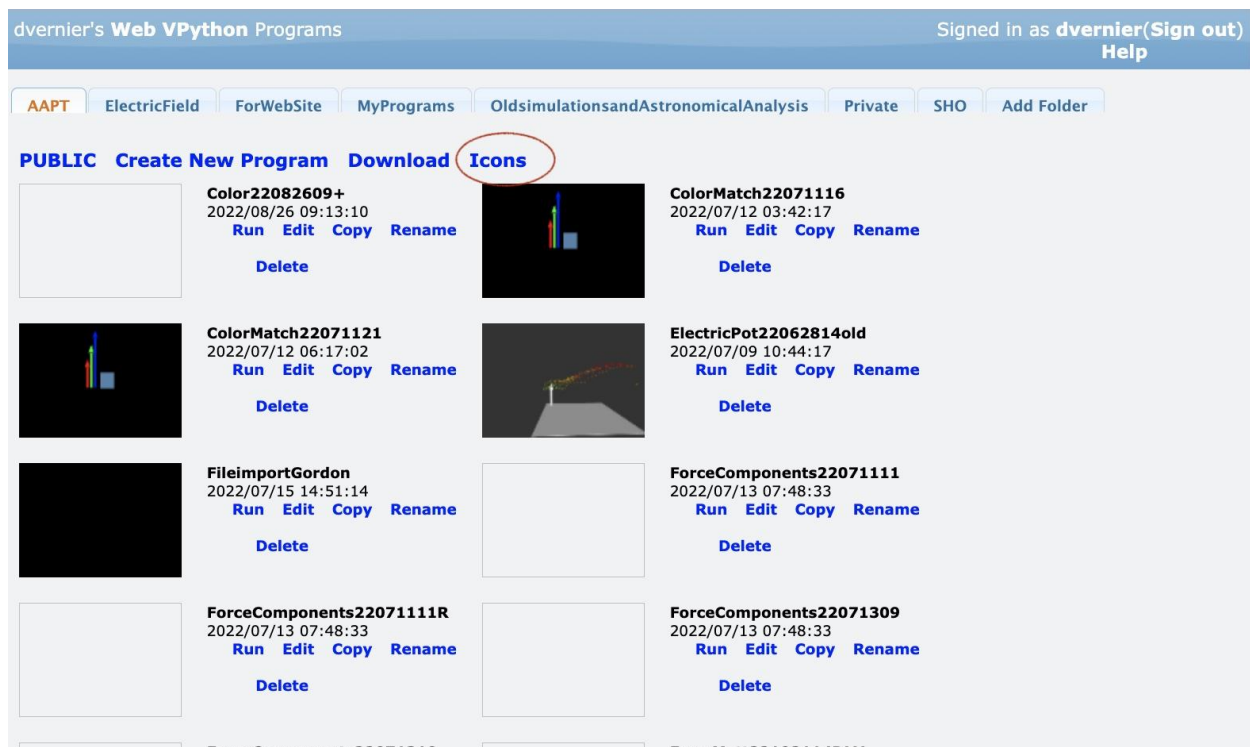 dvernier's Web VPython Programs
Signed in as dvernier(Sign out)
Help
AAPT ElectricField ForWebSite MyPrograms OldsimulationsandAstronomicalAnalysis Private SHO Add Folder
PUBLIC Create New Program Download Icons
Color22082609+
2022/08/26 09:13:10
Run Edit Copy Rename
Delete
ColorMatch22071116
2022/07/12 03:42:17
Run Edit Copy Rename
Delete
ColorMatch22071121
2022/07/12 06:17:02
Run Edit Copy Rename
Delete
ElectricPot22062814old
2022/07/09 10:44:17
Run Edit Copy Rename
Delete
FileimportGordon
2022/07/15 14:51:14
Run Edit Copy Rename
Delete
ForceComponents22071111
2022/07/13 07:48:33
Run Edit Copy Rename
Delete
ForceComponents22071111R
2022/07/13 07:48:33
Run Edit Copy Rename
Delete
ForceComponents22071309
2022/07/13 07:48:33
Run Edit Copy Rename
Delete